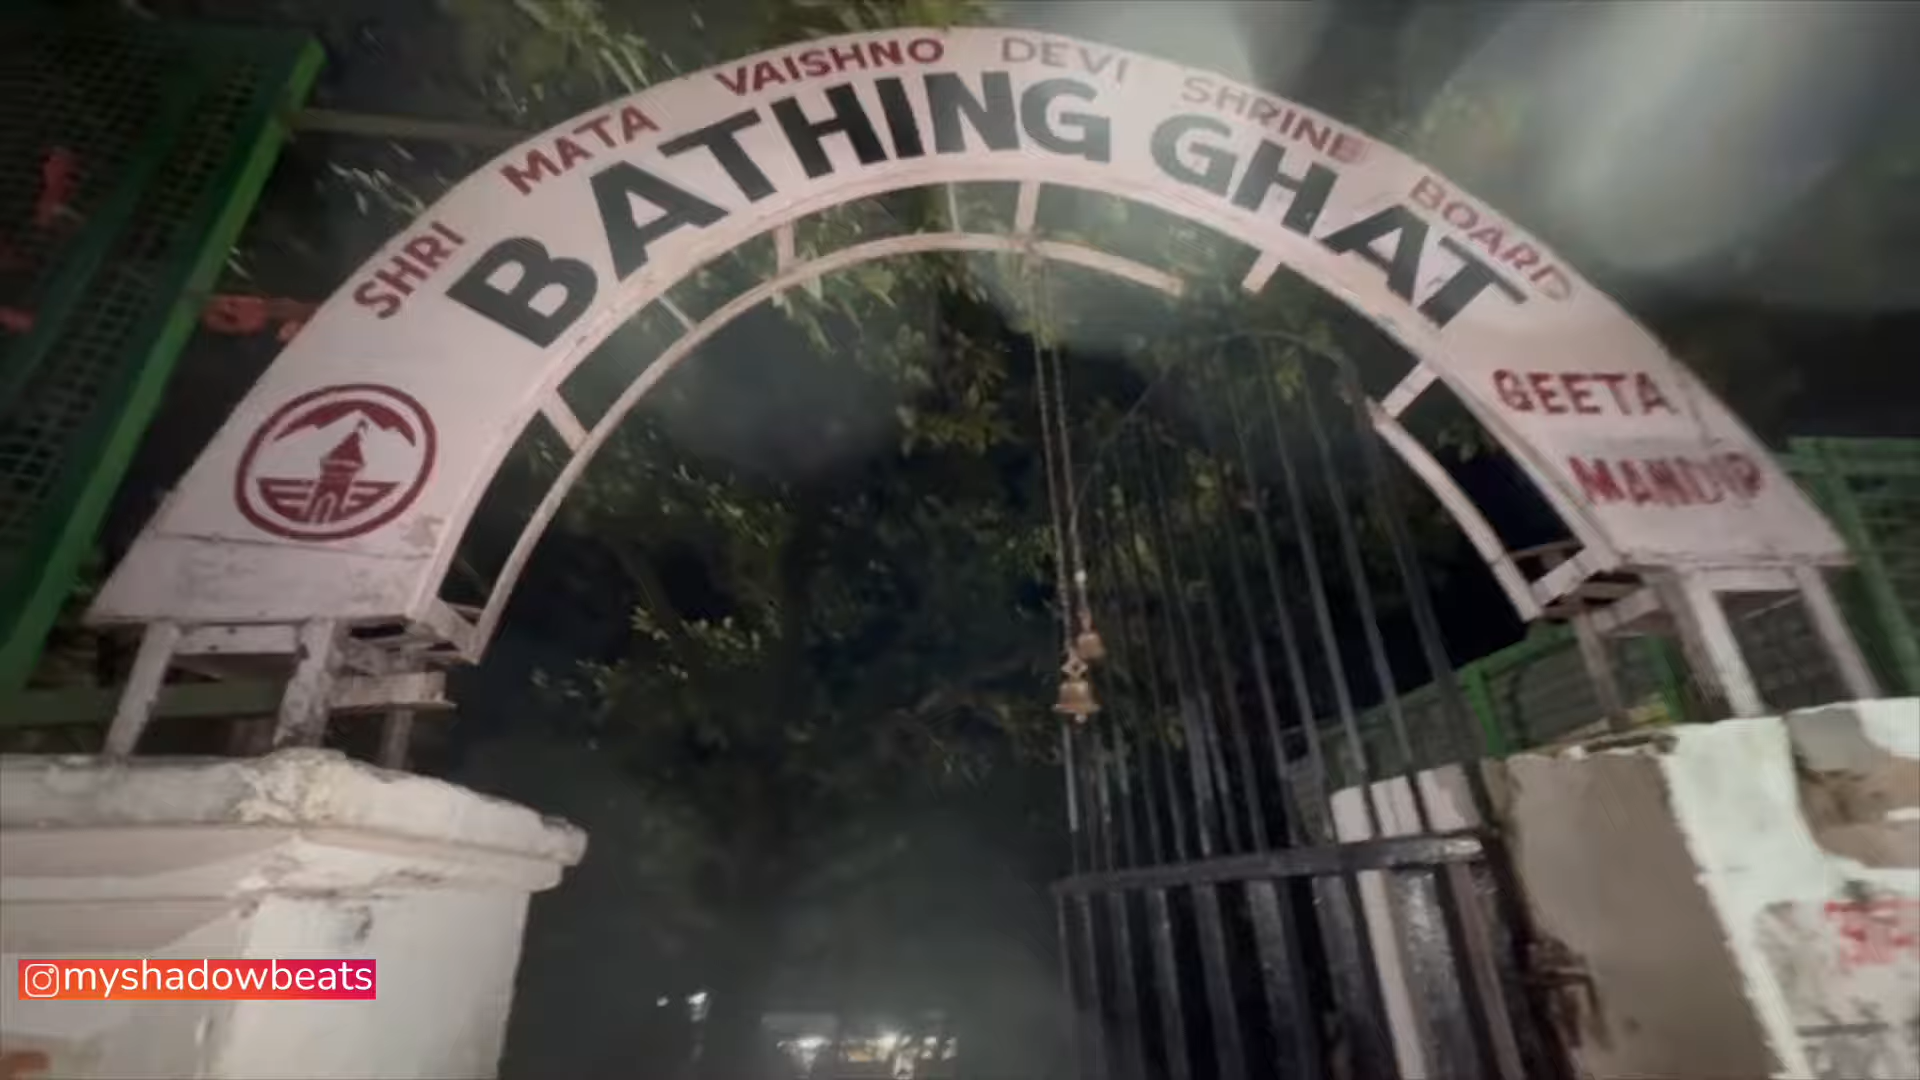 SHRI MATA VAISHNO DEVI SHRINE BOARD
BATHING GHAT
GEETA
MANDIR
myshadowbeats